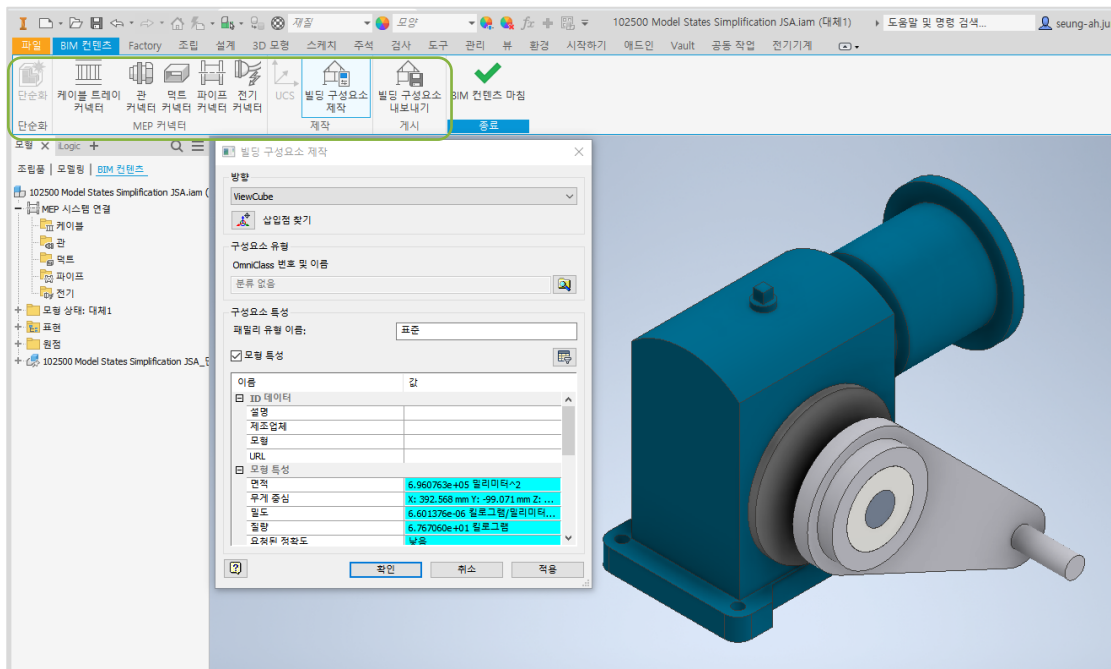 재질
모양
fx
102500 Model States Simplification JSA.iam (대체1)
도움말 및 명령 검색...
seung-ah.ju
파일 BIM 컨텐츠 Factory 조립 설계 3D 모형 스케치 주석 검사 도구 관리 뷰 환경 시작하기 애드인 Vault 공동 작업 전기기계
단순화 케이블 트레이 커넥터 관 커넥터 덕트 커넥터 파이프 커넥터 전기 커넥터 UCS 빌딩 구성요소 제작 빌딩 구성요소 내보내기 BIM 컨텐츠 마침
단순화 MEP 커넥터 제작 게시 종료
모형 iLogic
조립품 | 모델링 | BIM 컨텐츠
102500 Model States Simplification JSA.iam (
MEP 시스템 연결
케이블
관
덕트
파이프
전기
모형 상태: 대체1
표현
원점
102500 Model States Simplification JSA_
빌딩 구성요소 제작
방향
ViewCube
삽입점 찾기
구성요소 유형
OmniClass 번호 및 이름
분류 없음
구성요소 특성
패밀리 유형 이름: 표준
모형 특성
이름 값
ID 데이터
설명
제조업체
모형
URL
모형 특성
면적 6.960763e+05 밀리미터^2
무게 중심 X: 392.568 mm Y: -99.071 mm Z: ...
밀도 6.601376e-06 킬로그램/밀리미터...
질량 6.767060e+01 킬로그램
요청된 정확도 낮음
확인 취소 적용